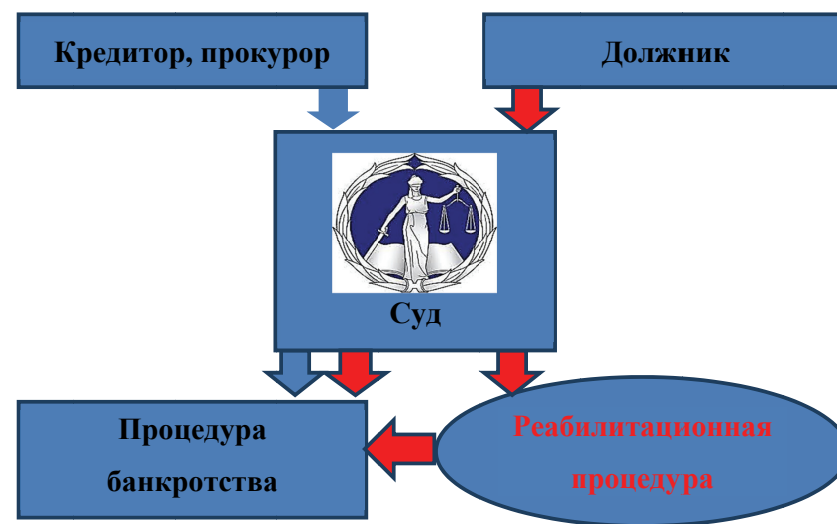 Кредитор, прокурор
Должник
Суд
Процедура
банкротства
Реабилитационная
процедура